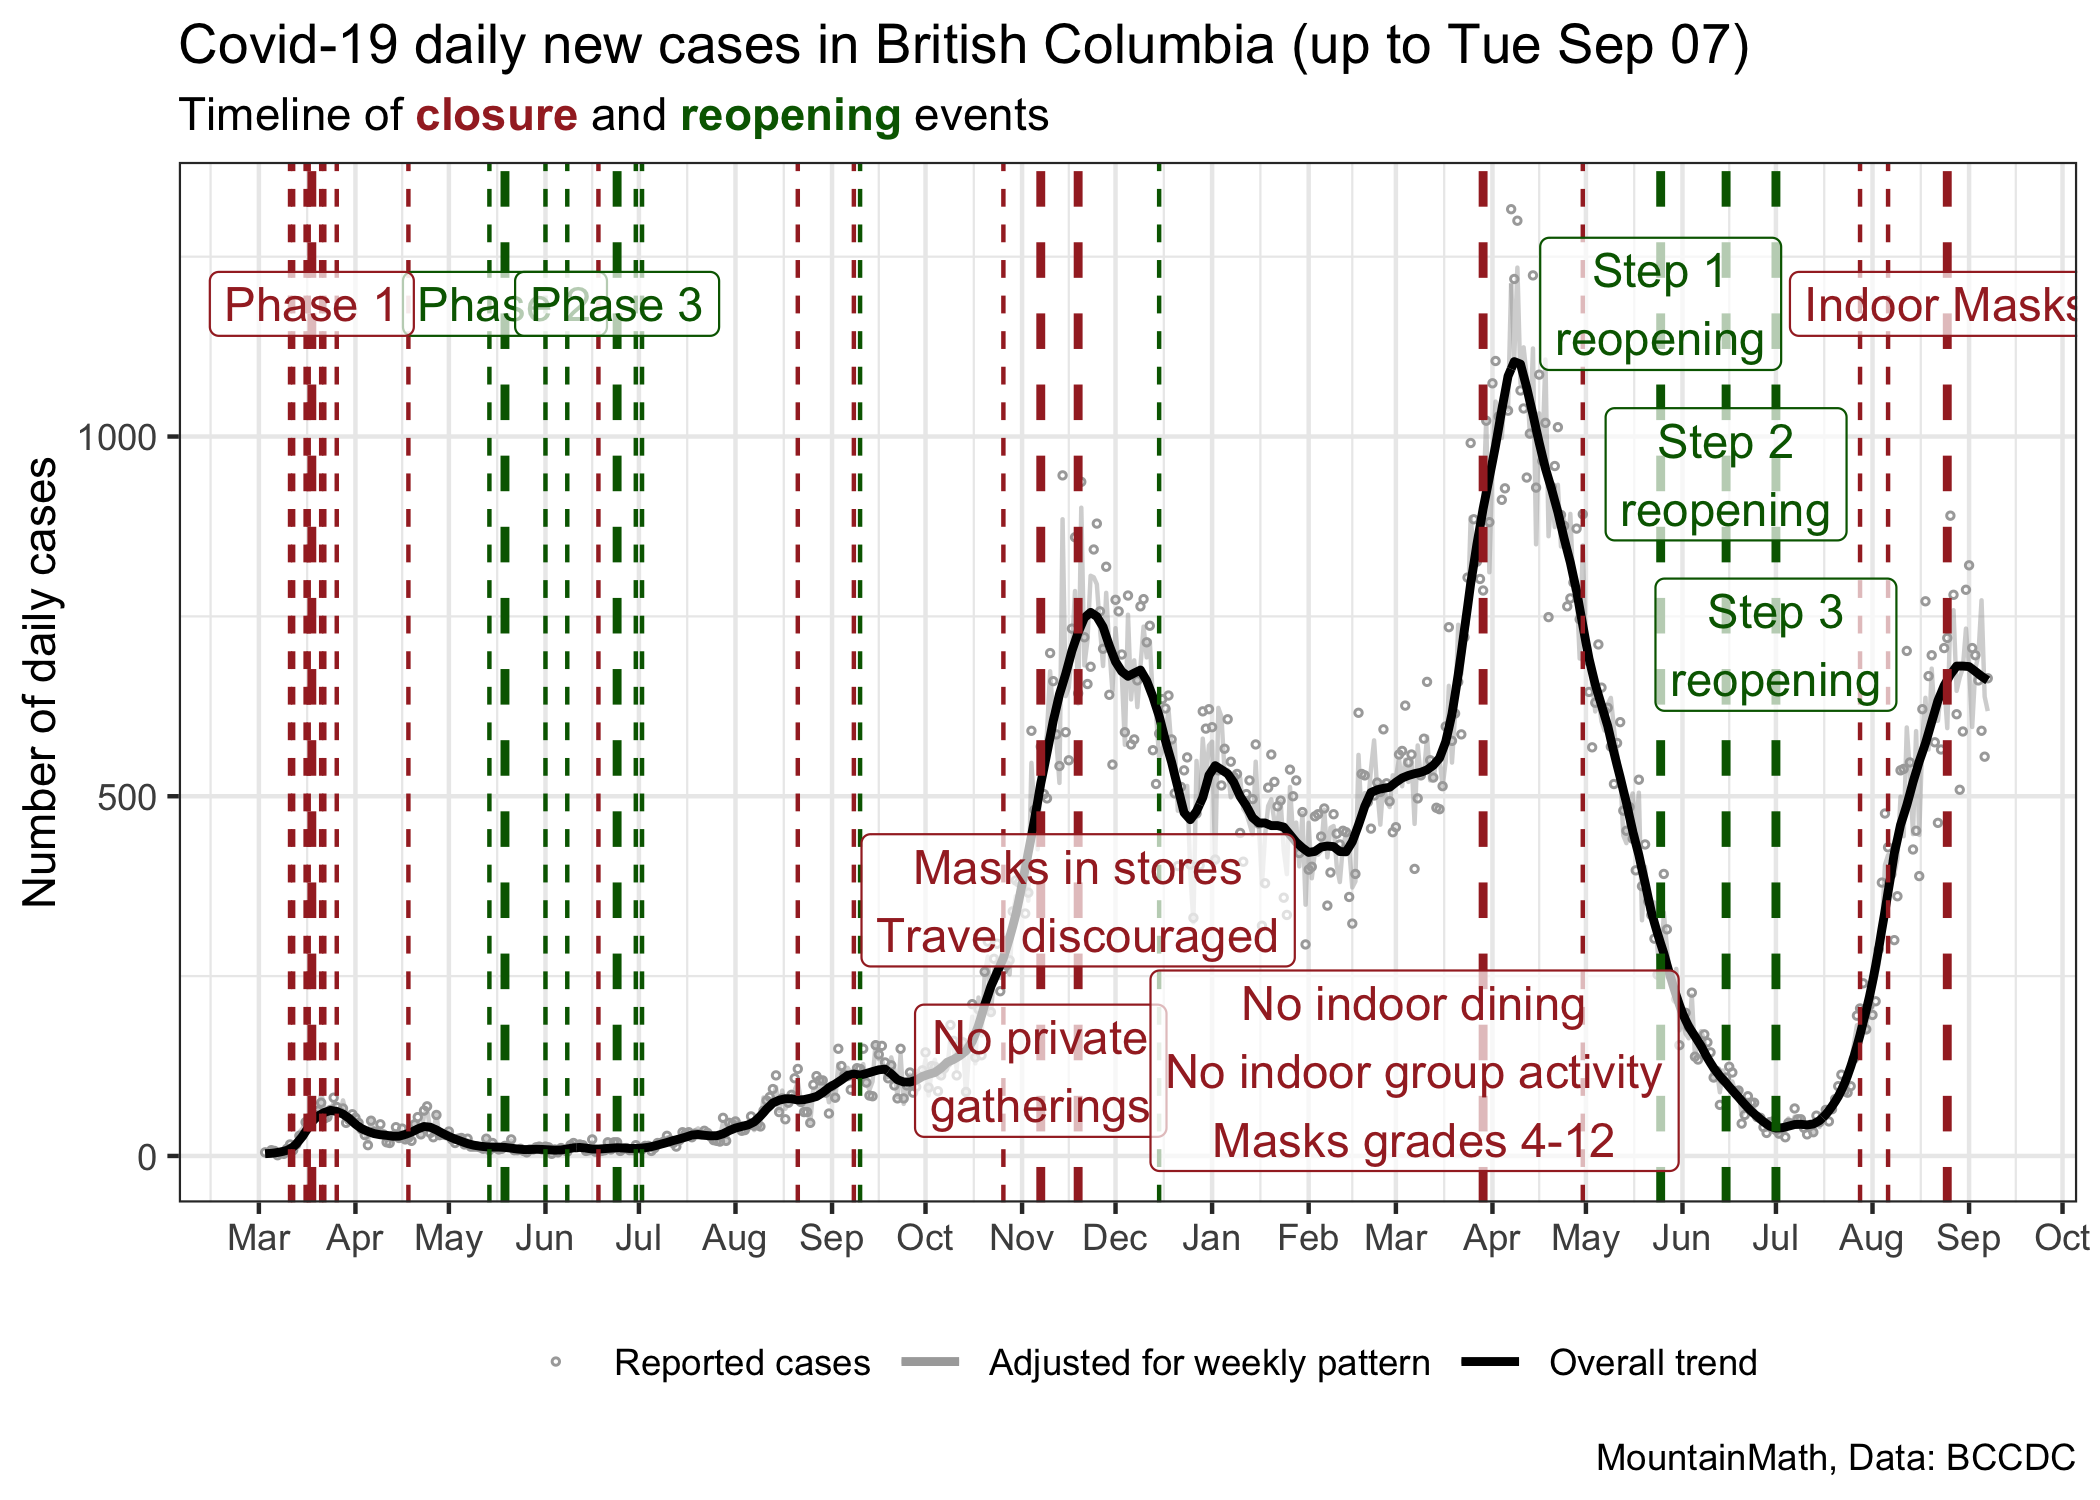 Covid-19 daily new cases in British Columbia (up to Tue Sep 07)
Timeline of closure and reopening events
Number of daily cases
1000
500
0
Phase 1
Phase 2
Phase 3
Step 1
reopening
Indoor Masks
Step 2
reopening
Step 3
reopening
Masks in stores
Travel discouraged
No private
gatherings
No indoor dining
No indoor group activity
Masks grades 4-12
Mar Apr May Jun Jul Aug Sep Oct Nov Dec Jan Feb Mar Apr May Jun Jul Aug Sep Oct
Reported cases Adjusted for weekly pattern Overall trend
MountainMath, Data: BCCDC